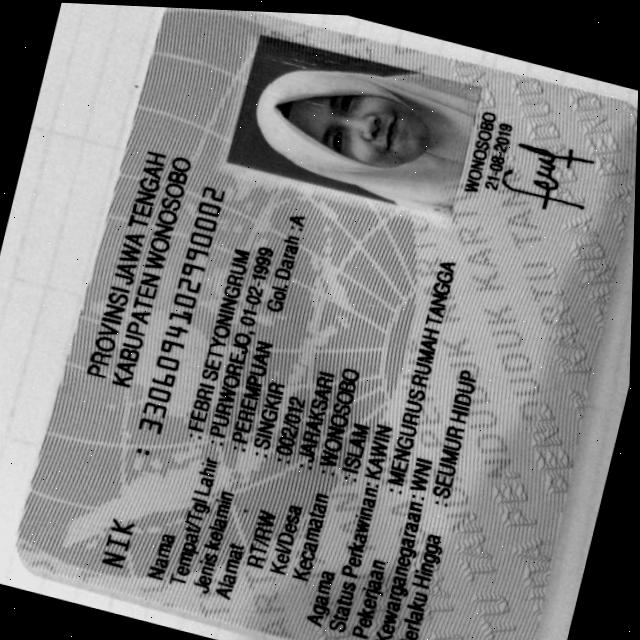 PROVINSI JAWA TENGAH
KABUPATEN WONOSOBO
NIK : 3306094102990002
Nama : FEBRI SETYONINGRUM
Tempat/Tgl Lahir : PURWOREJO, 01-02-1999
Jenis kelamin : PEREMPUAN Gol. Darah : A
Alamat : SINGKIR
RT/RW : 002/012
Kel/Desa : JARAKSARI
Kecamatan : WONOSOBO
Agama : ISLAM
Status Perkawinan: KAWIN
Pekerjaan : MENGURUS RUMAH TANGGA
Kewarganegaraan: WNI
erlaku Hingga : SEUMUR HIDUP
WONOSOBO
21-08-2019